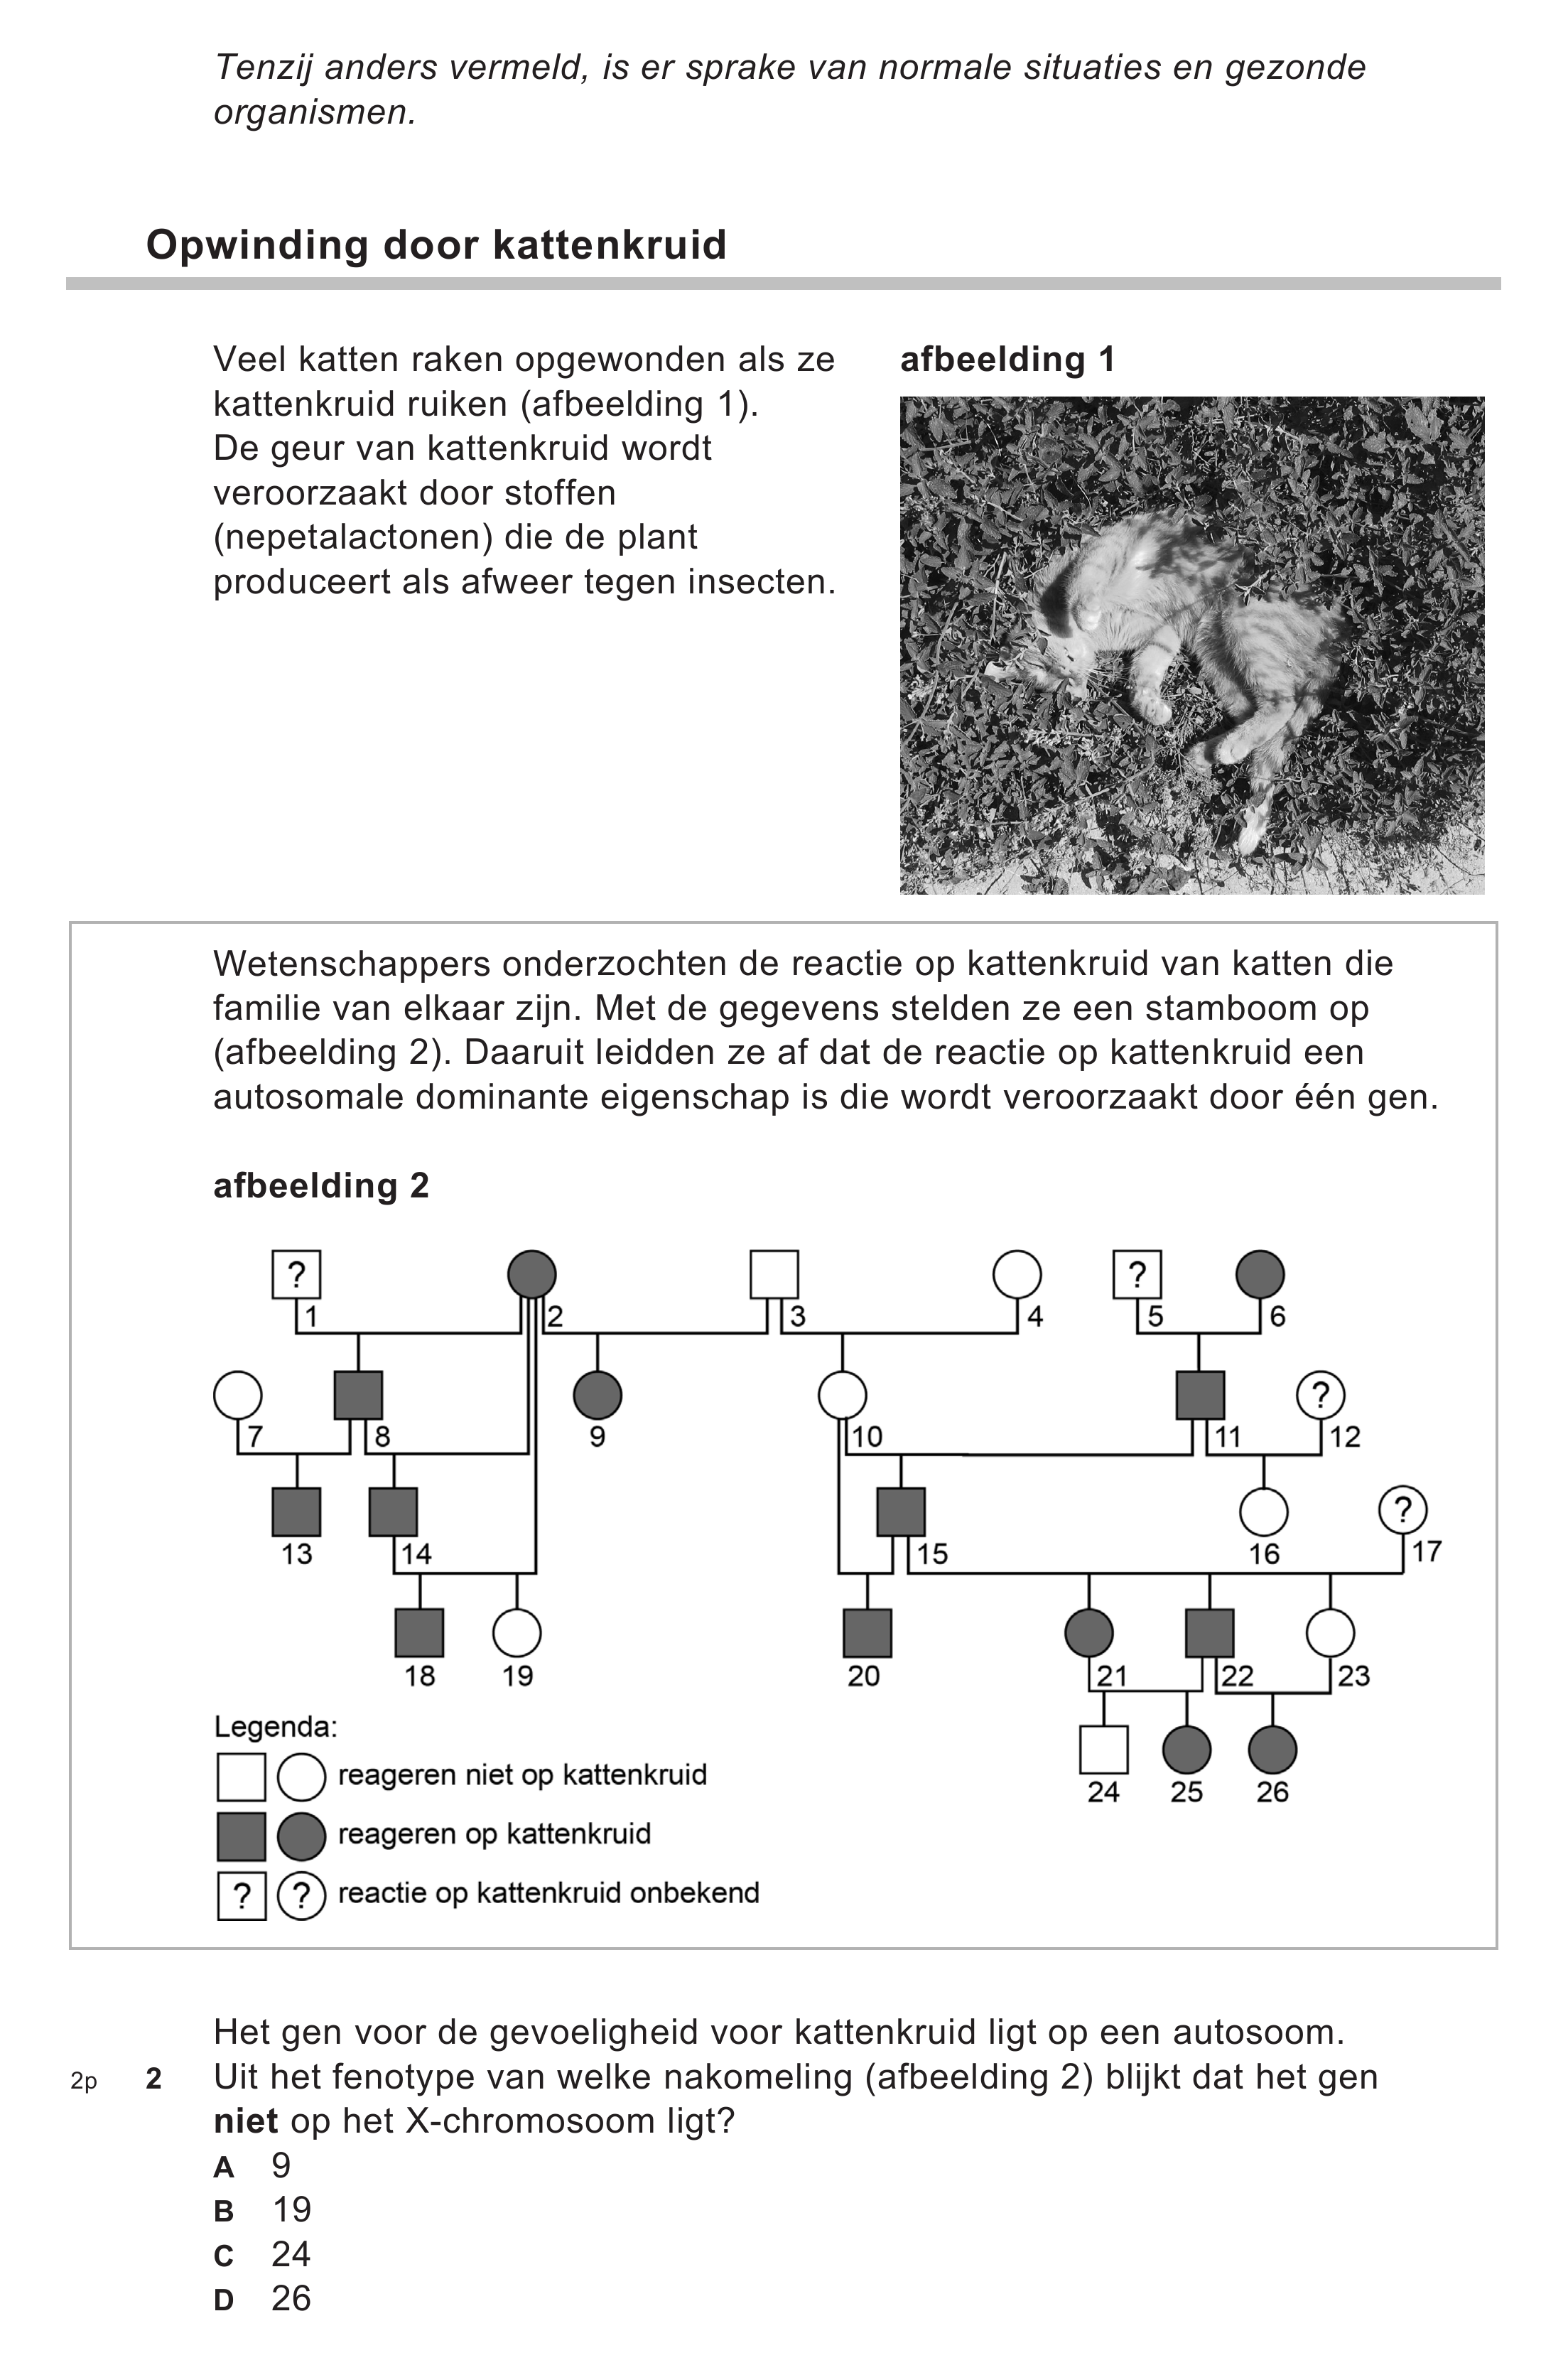 Tenzij anders vermeld, is er sprake van normale situaties en gezonde
organismen.
Opwinding door kattenkruid
Veel katten raken opgewonden als ze
kattenkruid ruiken (afbeelding 1).
De geur van kattenkruid wordt
veroorzaakt door stoffen
(nepetalactonen) die de plant
produceert als afweer tegen insecten.
afbeelding 1
Wetenschappers onderzochten de reactie op kattenkruid van katten die
familie van elkaar zijn. Met de gegevens stelden ze een stamboom op
(afbeelding 2). Daaruit leidden ze af dat de reactie op kattenkruid een
autosomale dominante eigenschap is die wordt veroorzaakt door één gen.
afbeelding 2
? ?
1 2 3 4 5 6
?
7 8 9 10 11 12
?
13 14 15 16 17
18 19 20 21 22 23
24 25 26
Legenda:
reageren niet op kattenkruid
reageren op kattenkruid
? ? reactie op kattenkruid onbekend
Het gen voor de gevoeligheid voor kattenkruid ligt op een autosoom.
2p 2 Uit het fenotype van welke nakomeling (afbeelding 2) blijkt dat het gen
niet op het X-chromosoom ligt?
A 9
B 19
C 24
D 26